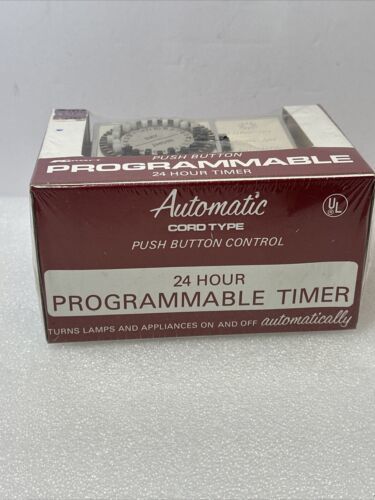 PUSH BUTTON
PROGRAMMABLE
24 HOUR TIMER
Automatic
CORD TYPE
PUSH BUTTON CONTROL
UL
24 HOUR
PROGRAMMABLE TIMER
TURNS LAMPS AND APPLIANCES ON AND OFF automatically